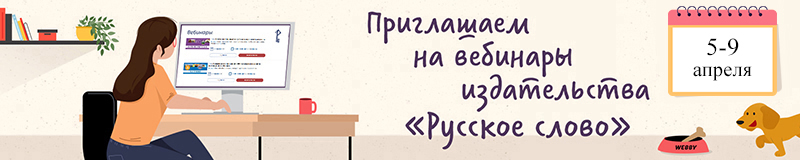 Приглашаем
на вебинары
издательства
«Русское слово»
5-9
апреля
Вебинары
WEBBY